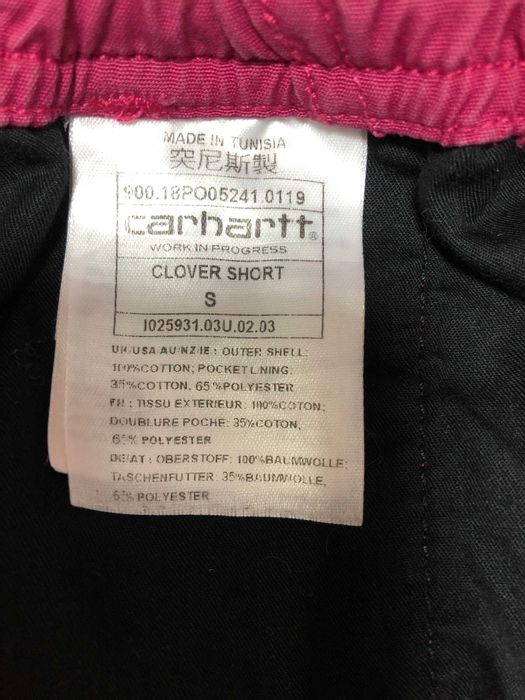 MADE IN TUNISIA
突尼斯製
900.18PO05241.0119
carhartt®
WORK IN PROGRESS
CLOVER SHORT
S
I025931.03U.02.03
UK/USA AU/NZ/IE : OUTER SHELL:
100%COTTON; POCKET LINING:
35%COTTON, 65%POLYESTER
FR : TISSU EXTERIEUR: 100%COTON;
DOUBLURE POCHE: 35%COTON,
65% POLYESTER
DE/AT : OBERSTOFF: 100%BAUMWOLLE;
TASCHENFUTTER: 35%BAUMWOLLE,
65%POLYESTER